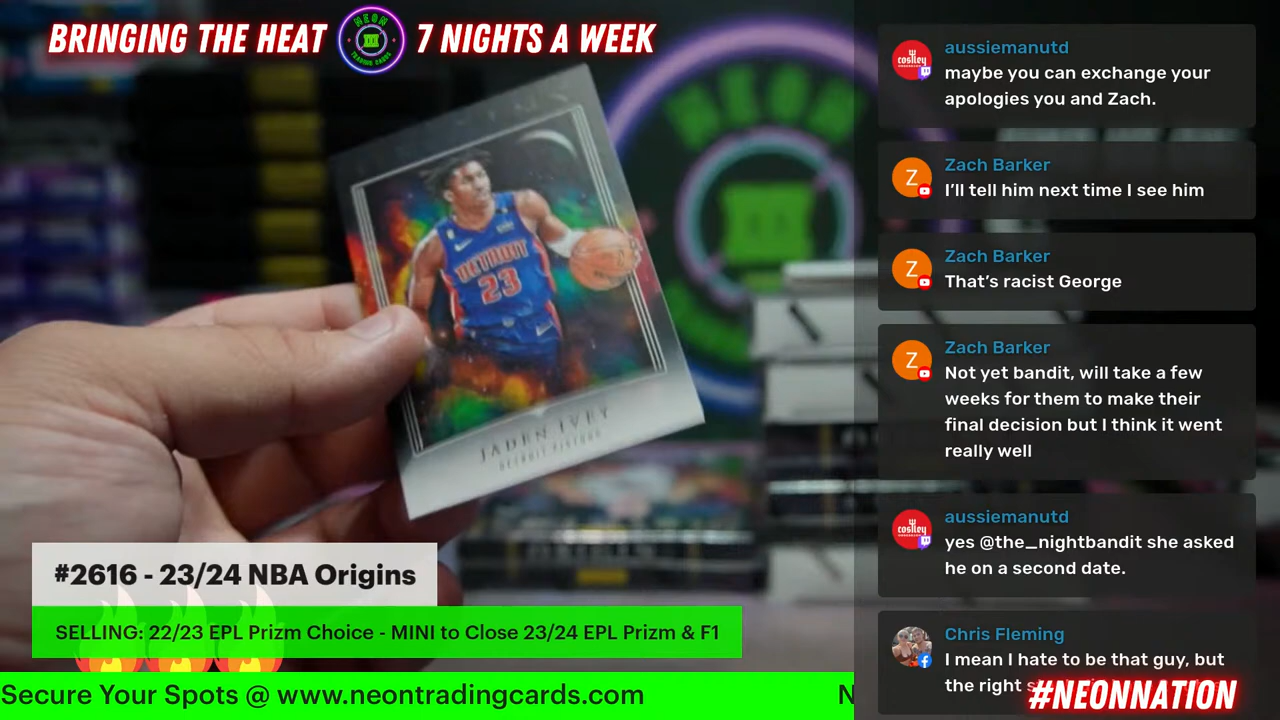 BRINGING THE HEAT
NEON
TRADING CARDS
7 NIGHTS A WEEK
DETROIT
23
JADEN IVEY
DETROIT PISTONS
#2616 - 23/24 NBA Origins
SELLING: 22/23 EPL Prizm Choice - MINI to Close 23/24 EPL Prizm & F1
Secure Your Spots @ www.neontradingcards.com
N
aussiemanutd
maybe you can exchange your
apologies you and Zach.
Zach Barker
I'll tell him next time I see him
Zach Barker
That's racist George
Zach Barker
Not yet bandit, will take a few
weeks for them to make their
final decision but I think it went
really well
aussiemanutd
yes @the_nightbandit she asked
he on a second date.
Chris Fleming
I mean I hate to be that guy, but
the right
#NEONNATION
costley
costley
Z
Z
Z